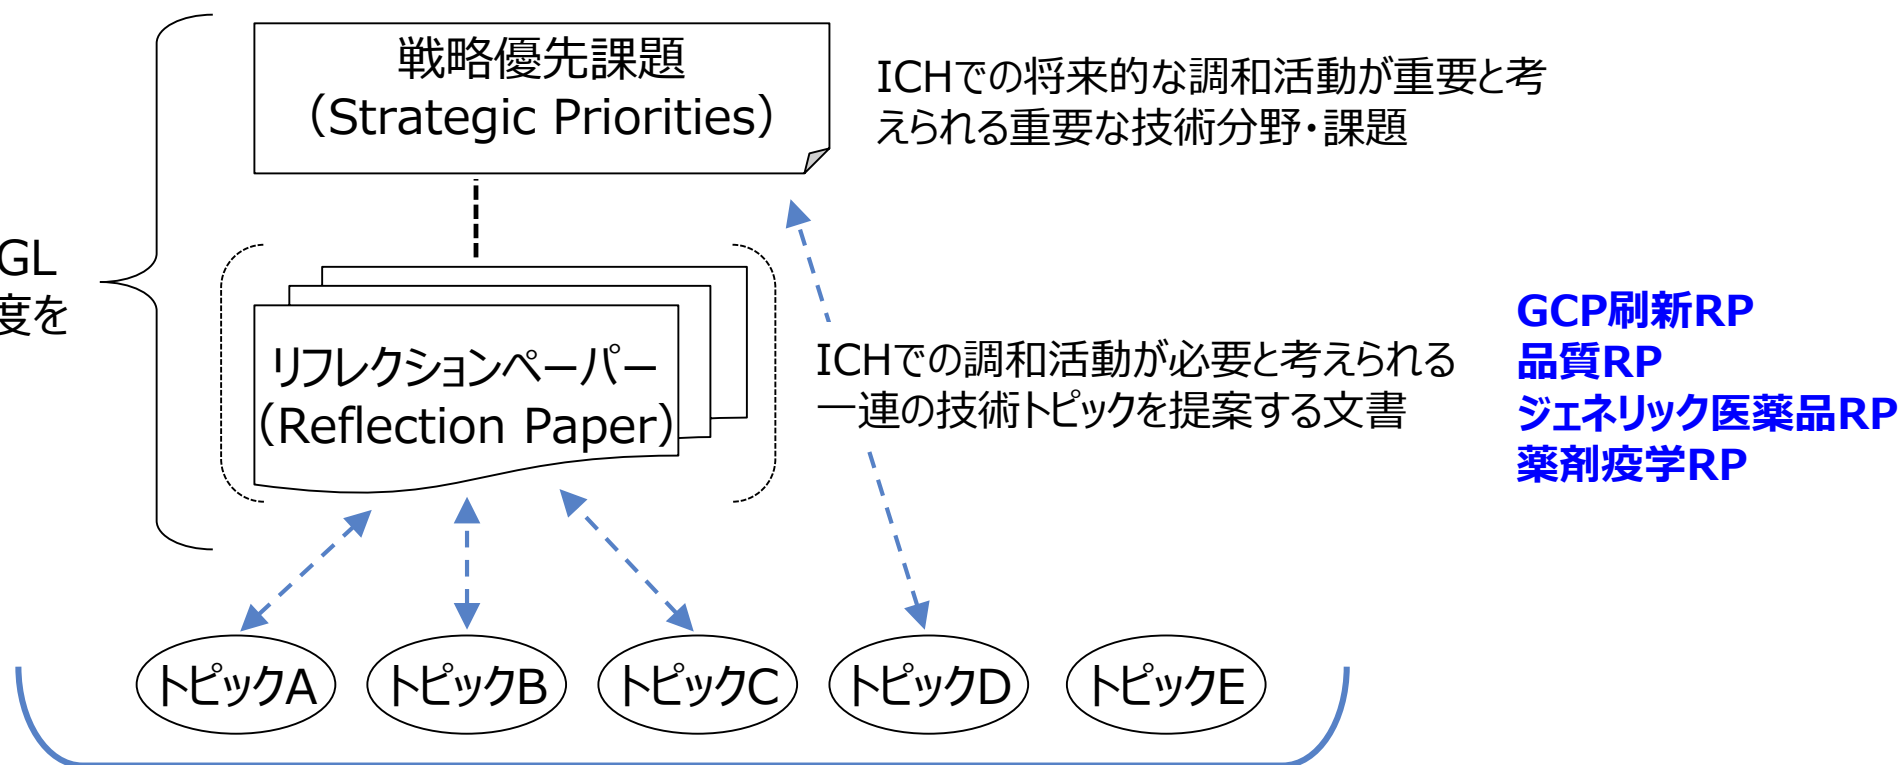 戦略優先課題
（Strategic Priorities）
ICHでの将来的な調和活動が重要と考
えられる重要な技術分野・課題
GL
度を
リフレクションペーパー
（Reflection Paper）
ICHでの調和活動が必要と考えられる
一連の技術トピックを提案する文書
GCP刷新RP
品質RP
ジェネリック医薬品RP
薬剤疫学RP
トピックA
トピックB
トピックC
トピックD
トピックE